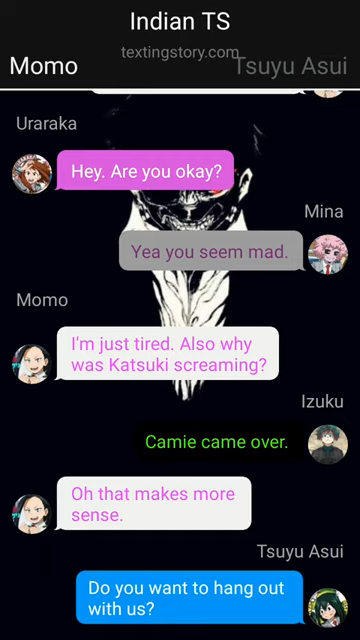 Indian TS
textingstory.com
Momo
Tsuyu Asui
Uraraka
Hey. Are you okay?
Mina
Yea you seem mad.
Momo
I'm just tired. Also why
was Katsuki screaming?
Izuku
Camie came over.
Oh that makes more
sense.
Tsuyu Asui
Do you want to hang out
with us?